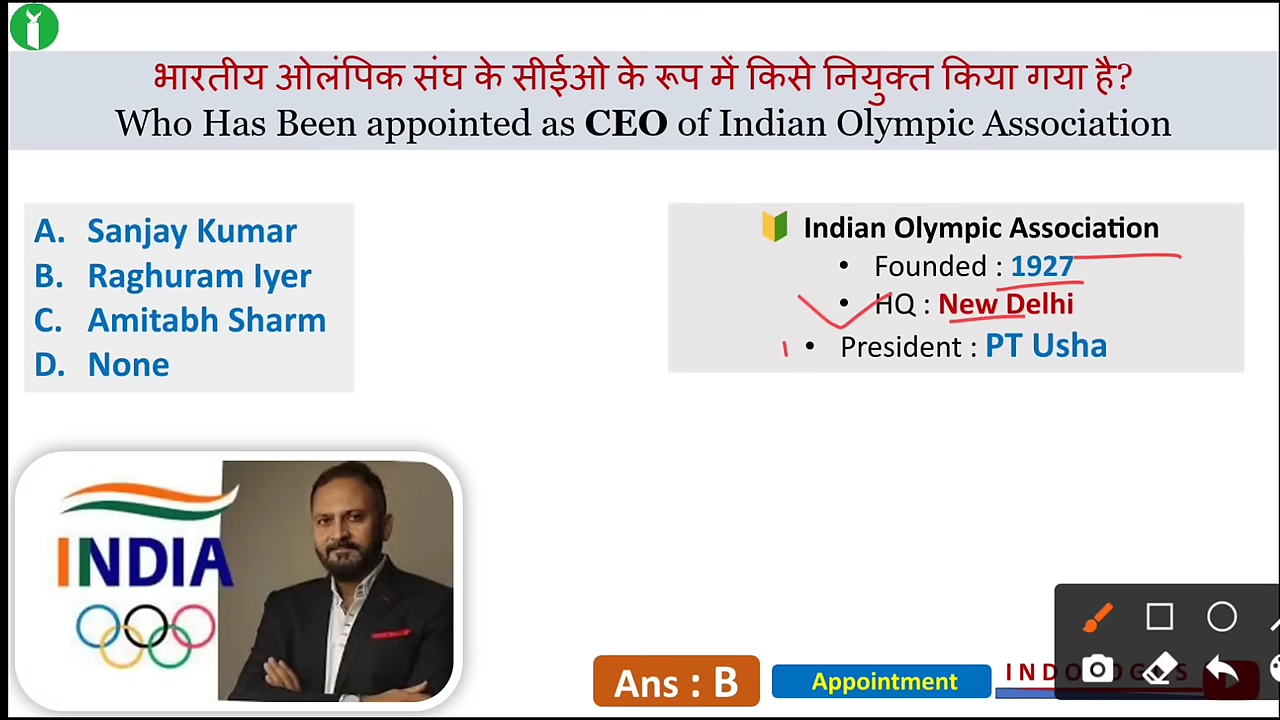 भारतीय ओलंपिक संघ के सीईओ के रूप में किसे नियुक्त किया गया है?
Who Has Been appointed as CEO of Indian Olympic Association
A. Sanjay Kumar
B. Raghuram Iyer
C. Amitabh Sharm
D. None
Indian Olympic Association
• Founded : 1927
• HQ : New Delhi
• President : PT Usha
INDIA
Ans : B
Appointment